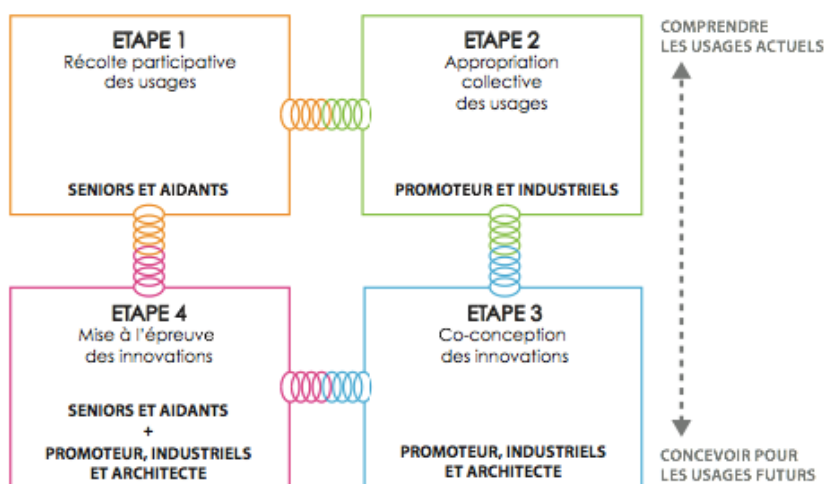 ETAPE 1
Récolte participative
des usages
SENIORS ET AIDANTS
ETAPE 2
Appropriation
collective
des usages
PROMOTEUR ET INDUSTRIELS
COMPRENDRE
LES USAGES ACTUELS
ETAPE 4
Mise à l'épreuve
des innovations
SENIORS ET AIDANTS
+
PROMOTEUR, INDUSTRIELS
ET ARCHITECTE
ETAPE 3
Co-conception
des innovations
PROMOTEUR, INDUSTRIELS
ET ARCHITECTE
CONCEVOIR POUR
LES USAGES FUTURS